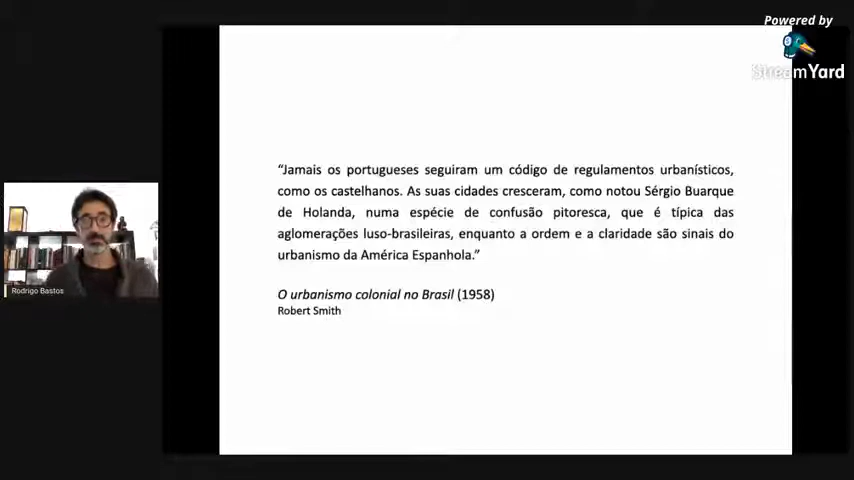 Powered by
StreamYard
“Jamais os portugueses seguiram um código de regulamentos urbanísticos,
como os castelhanos. As suas cidades cresceram, como notou Sérgio Buarque
de Holanda, numa espécie de confusão pitoresca, que é típica das
aglomerações luso-brasileiras, enquanto a ordem e a claridade são sinais do
urbanismo da América Espanhola.”
O urbanismo colonial no Brasil (1958)
Robert Smith
Rodrigo Bastos